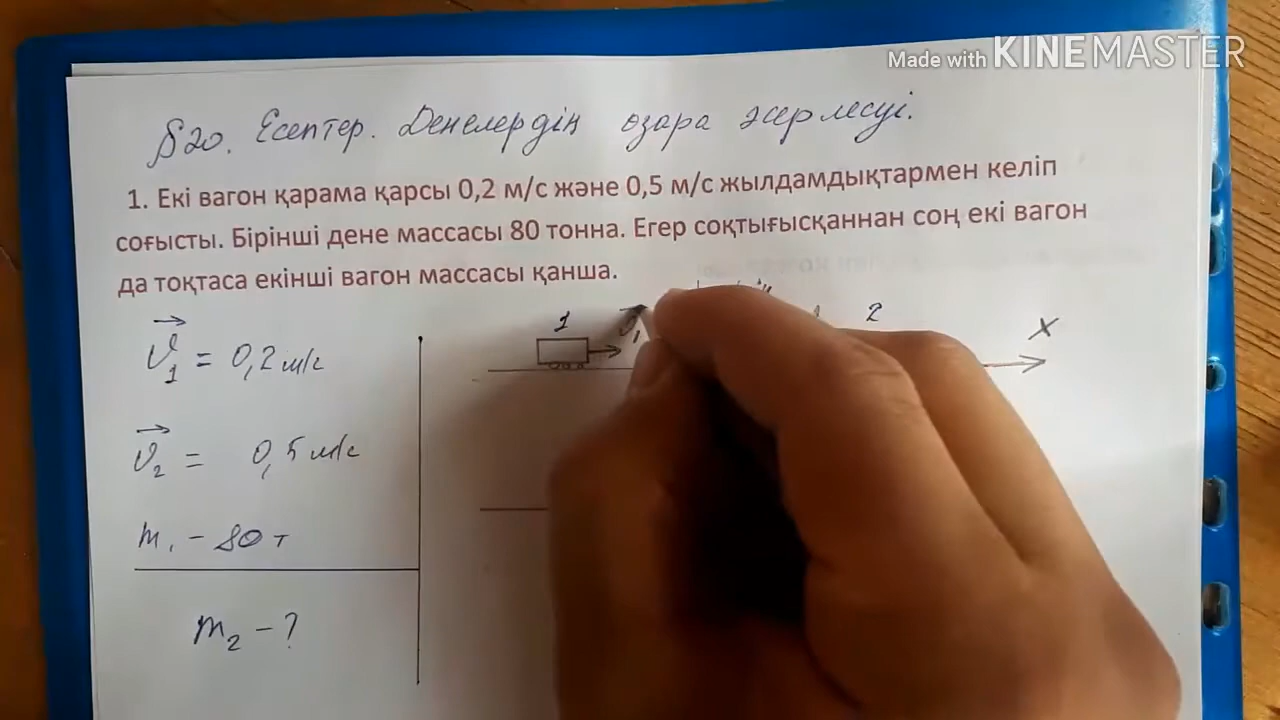 Made with KINEMASTER
§20. Есептер. Денелердің өзара әсерлесуі.
1. Екі вагон қарама қарсы 0,2 м/с және 0,5 м/с жылдамдықтармен келіп
соғысты. Бірінші дене массасы 80 тонна. Егер соқтығысқаннан соң екі вагон
да тоқтаса екінші вагон массасы қанша.
1 2 X
v₁ = 0,2 м/с
v₂ = 0,5 м/с
m₁ – 80 т
m₂ – ?